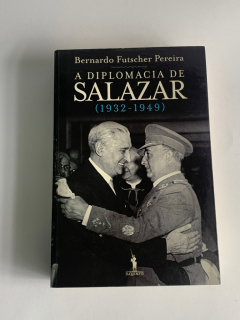 Bernardo Futscher Pereira
A DIPLOMACIA DE
SALAZAR
(1932-1949)